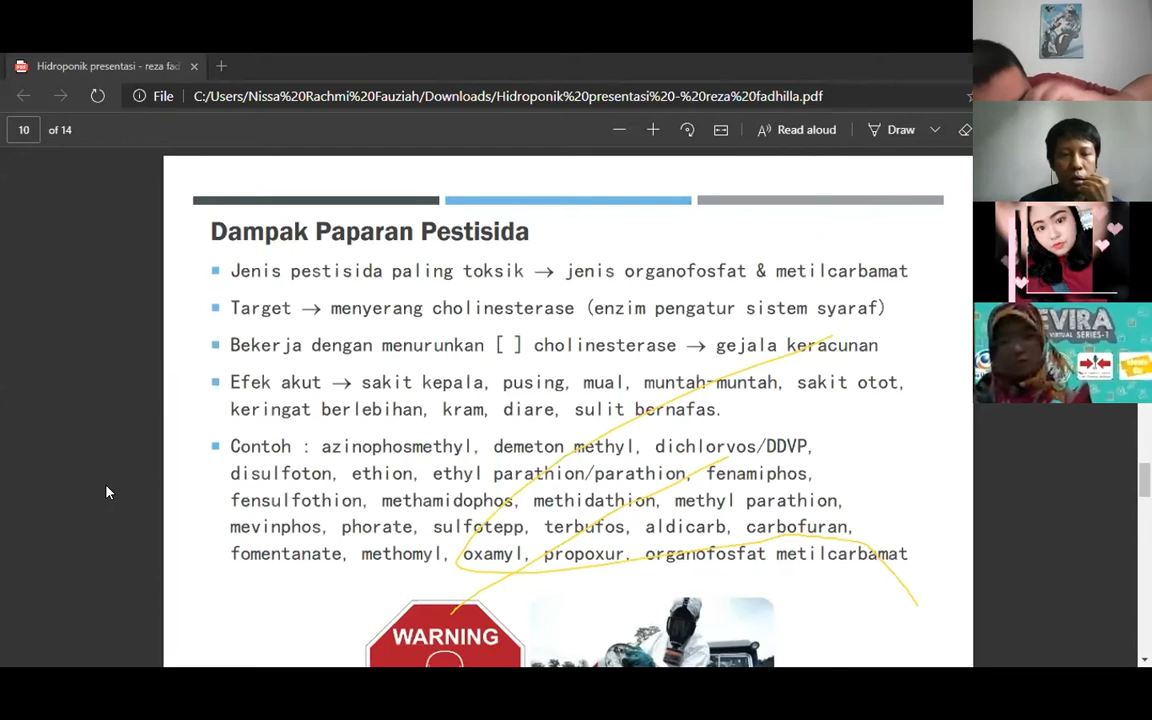 Hidroponik presentasi - reza fad
File C:/Users/Nissa%20Rachmi%20Fauziah/Downloads/Hidroponik%20presentasi%20-%20reza%20fadhilla.pdf
10 of 14 Read aloud Draw
Dampak Paparan Pestisida
Jenis pestisida paling toksik → jenis organofosfat & metilcarbamat
Target → menyerang cholinesterase (enzim pengatur sistem syaraf)
Bekerja dengan menurunkan [ ] cholinesterase → gejala keracunan
Efek akut → sakit kepala, pusing, mual, muntah-muntah, sakit otot,
keringat berlebihan, kram, diare, sulit bernafas.
Contoh : azinophosmethyl, demeton methyl, dichlorvos/DDVP,
disulfoton, ethion, ethyl parathion/parathion, fenamiphos,
fensulfothion, methamidophos, methidathion, methyl parathion,
mevinphos, phorate, sulfotepp, terbufos, aldicarb, carbofuran,
fomentanate, methomyl, oxamyl, propoxur. organofosfat metilcarbamat
WARNING
EVIRA
VIRTUAL SERIES-1